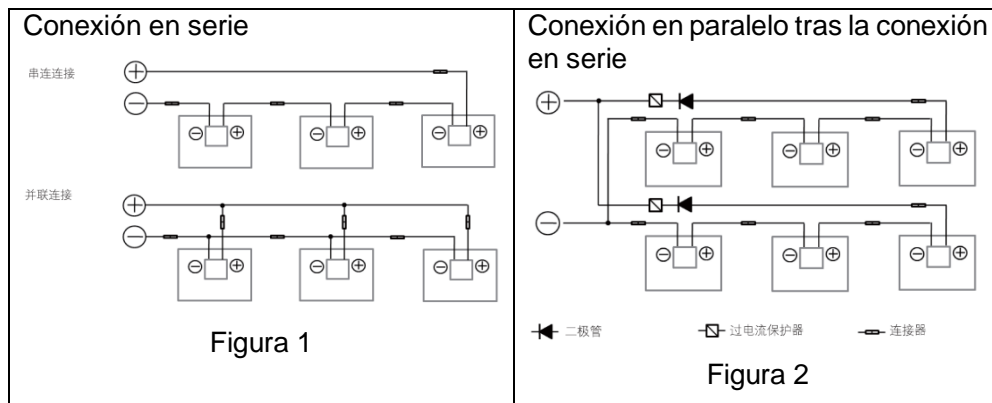 Conexión en serie
串连连接
并联连接
Figura 1
Conexión en paralelo tras la conexión
en serie
二极管
过电流保护器
连接器
Figura 2